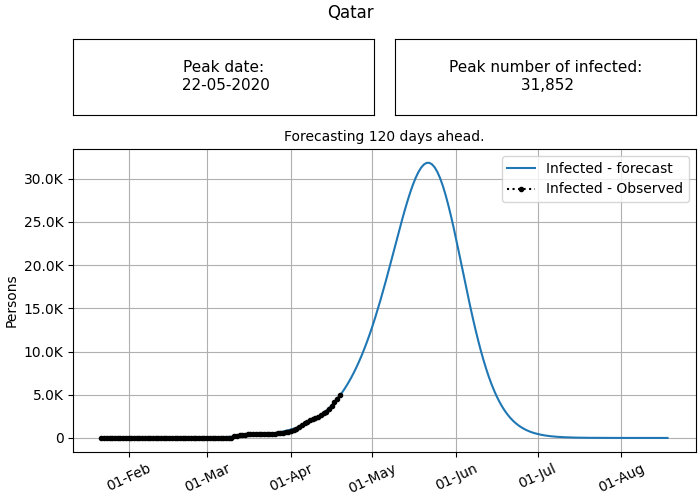 Qatar
Peak date:
22-05-2020
Peak number of infected:
31,852
Forecasting 120 days ahead.
Infected - forecast
Infected - Observed
30.0K
25.0K
20.0K
15.0K
10.0K
5.0K
0
Persons
01-Feb
01-Mar
01-Apr
01-May
01-Jun
01-Jul
01-Aug